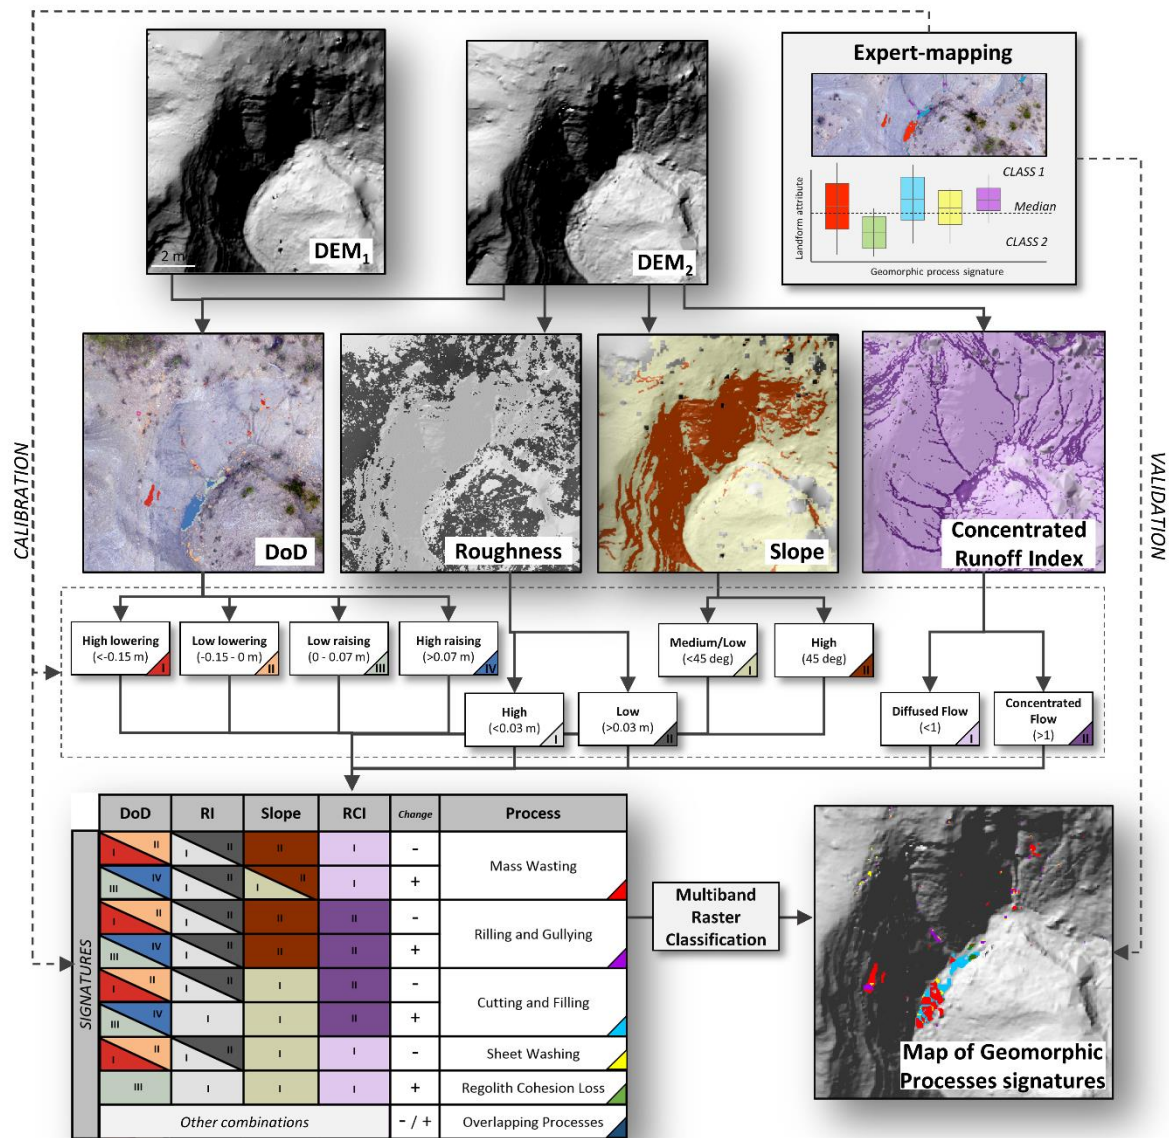 Expert-mapping
CLASS 1
Median
CLASS 2
Landform attribute
Geomorphic process signature
2 m
DEM1
DEM2
CALIBRATION
VALIDATION
DoD
Roughness
Slope
Concentrated
Runoff Index
High lowering
(<-0.15 m)
I
Low lowering
(-0.15 - 0 m)
II
Low raising
(0 - 0.07 m)
III
High raising
(>0.07 m)
IV
Medium/Low
(<45 deg)
I
High
(45 deg)
II
High
(<0.03 m)
I
Low
(>0.03 m)
II
Diffused Flow
(<1)
I
Concentrated
Flow
(>1)
II
SIGNATURES
DoD RI Slope RCI Change Process
I II I II II I -
Mass Wasting
III IV I II I II I +
I II I II II II -
Rilling and Gullying
III IV I II II II +
I II I II I II -
Cutting and Filling
III IV I I II +
I II I II I I - Sheet Washing
III I I I + Regolith Cohesion Loss
Other combinations - / + Overlapping Processes
Multiband
Raster
Classification
Map of Geomorphic
Processes signatures